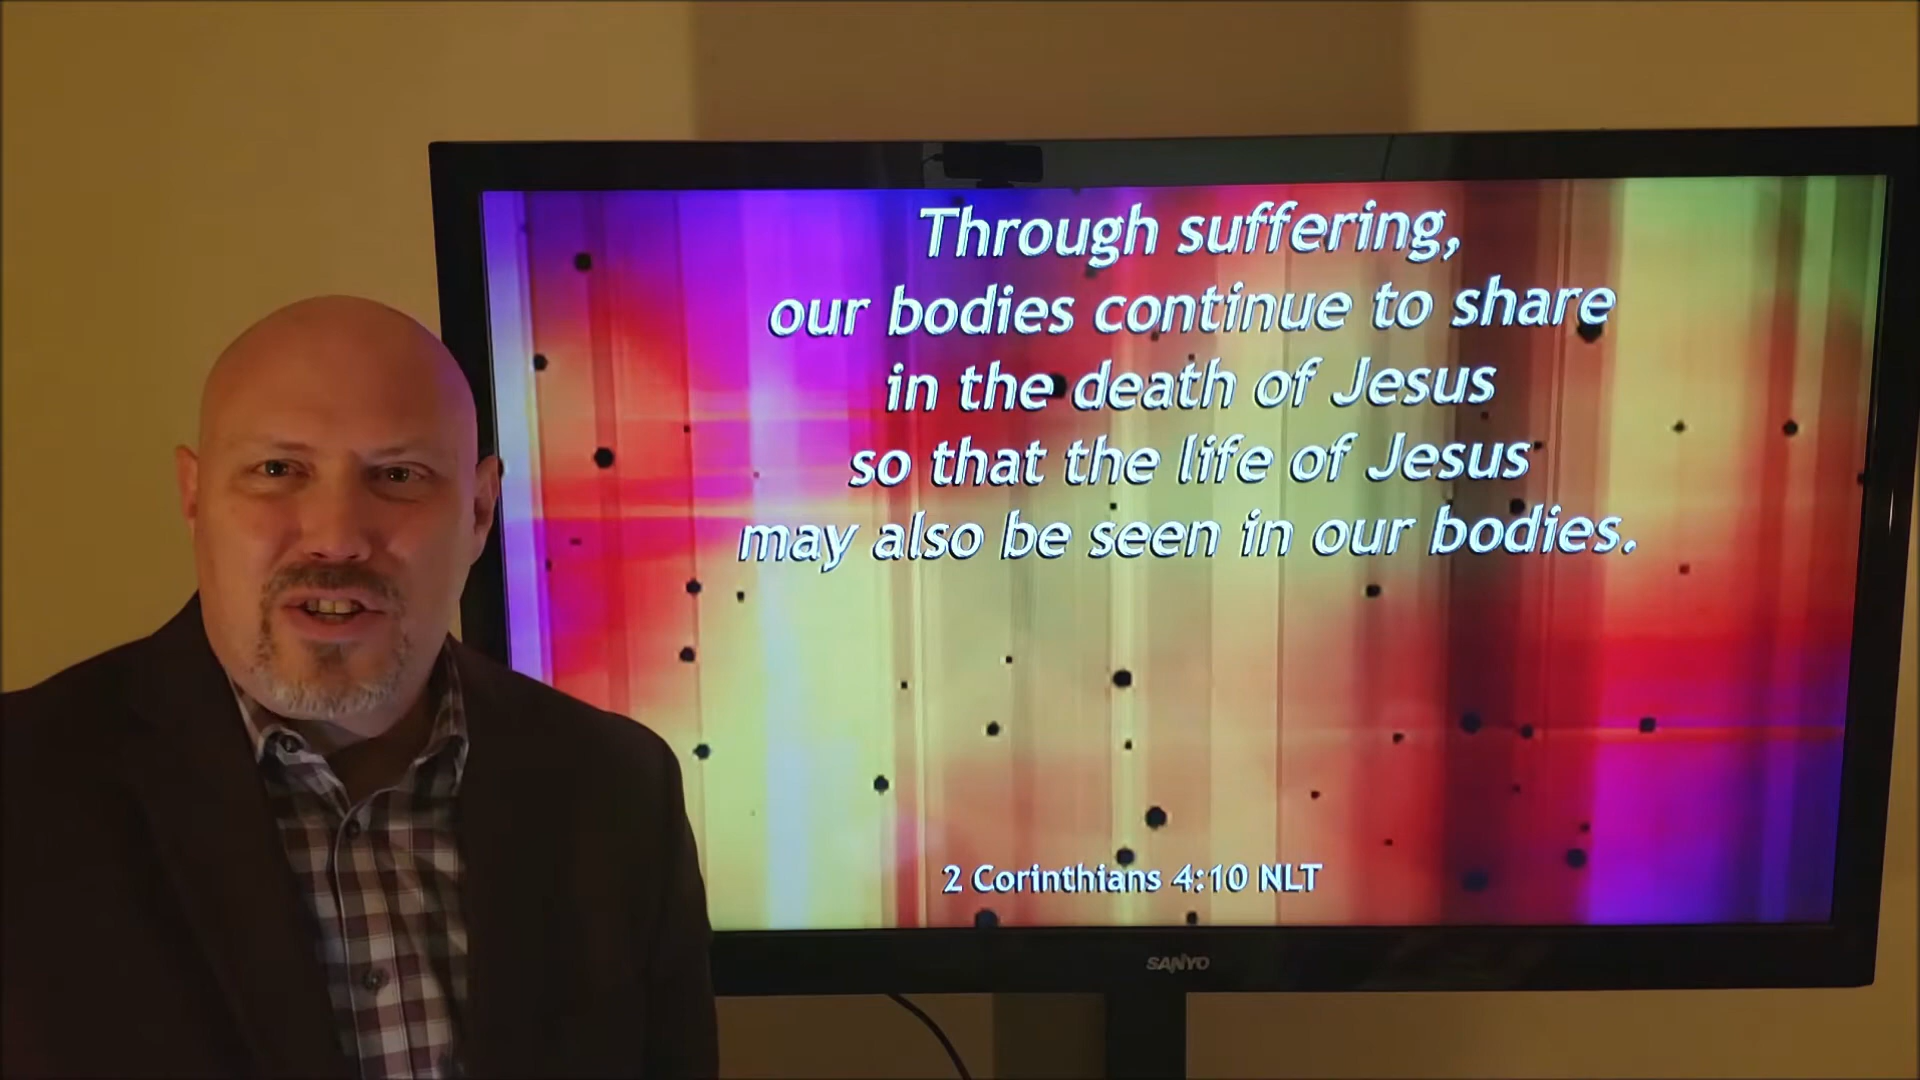 Through suffering,
our bodies continue to share
in the death of Jesus
so that the life of Jesus
may also be seen in our bodies.
2 Corinthians 4:10 NLT
SANYO